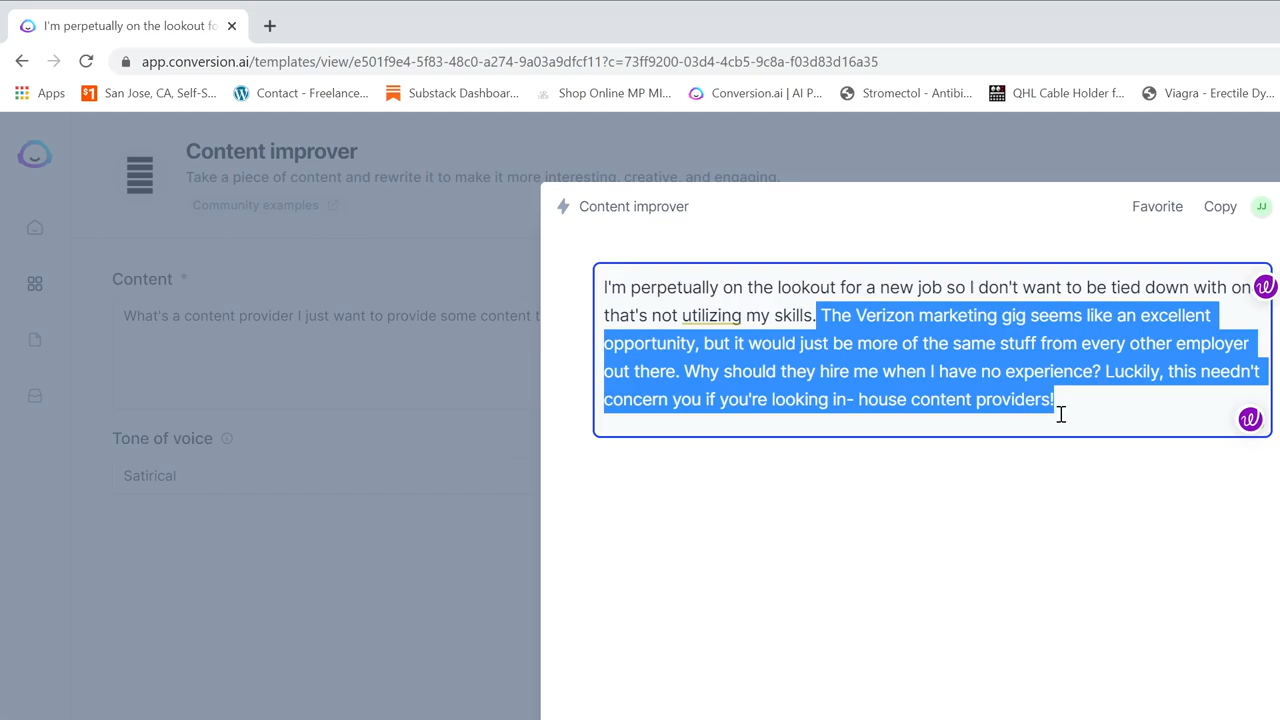 I'm perpetually on the lookout fo
app.conversion.ai/templates/view/e501f9e4-5f83-48c0-a274-9a03a9dfcf11?c=73ff9200-03d4-4cb5-9c8a-f03d83d16a35
Apps
San Jose, CA, Self-S...
Contact - Freelance...
Substack Dashboar...
Shop Online MP MI...
Conversion.ai | AI P...
Stromectol - Antibi...
QHL Cable Holder f...
Viagra - Erectile Dy...
Content improver
Take a piece of content and rewrite it to make it more interesting, creative, and engaging.
Community examples
Content *
What's a content provider I just want to provide some content t
Tone of voice
Satirical
Content improver
Favorite
Copy
JJ
I'm perpetually on the lookout for a new job so I don't want to be tied down with on
that's not utilizing my skills. The Verizon marketing gig seems like an excellent
opportunity, but it would just be more of the same stuff from every other employer
out there. Why should they hire me when I have no experience? Luckily, this needn't
concern you if you're looking in- house content providers!